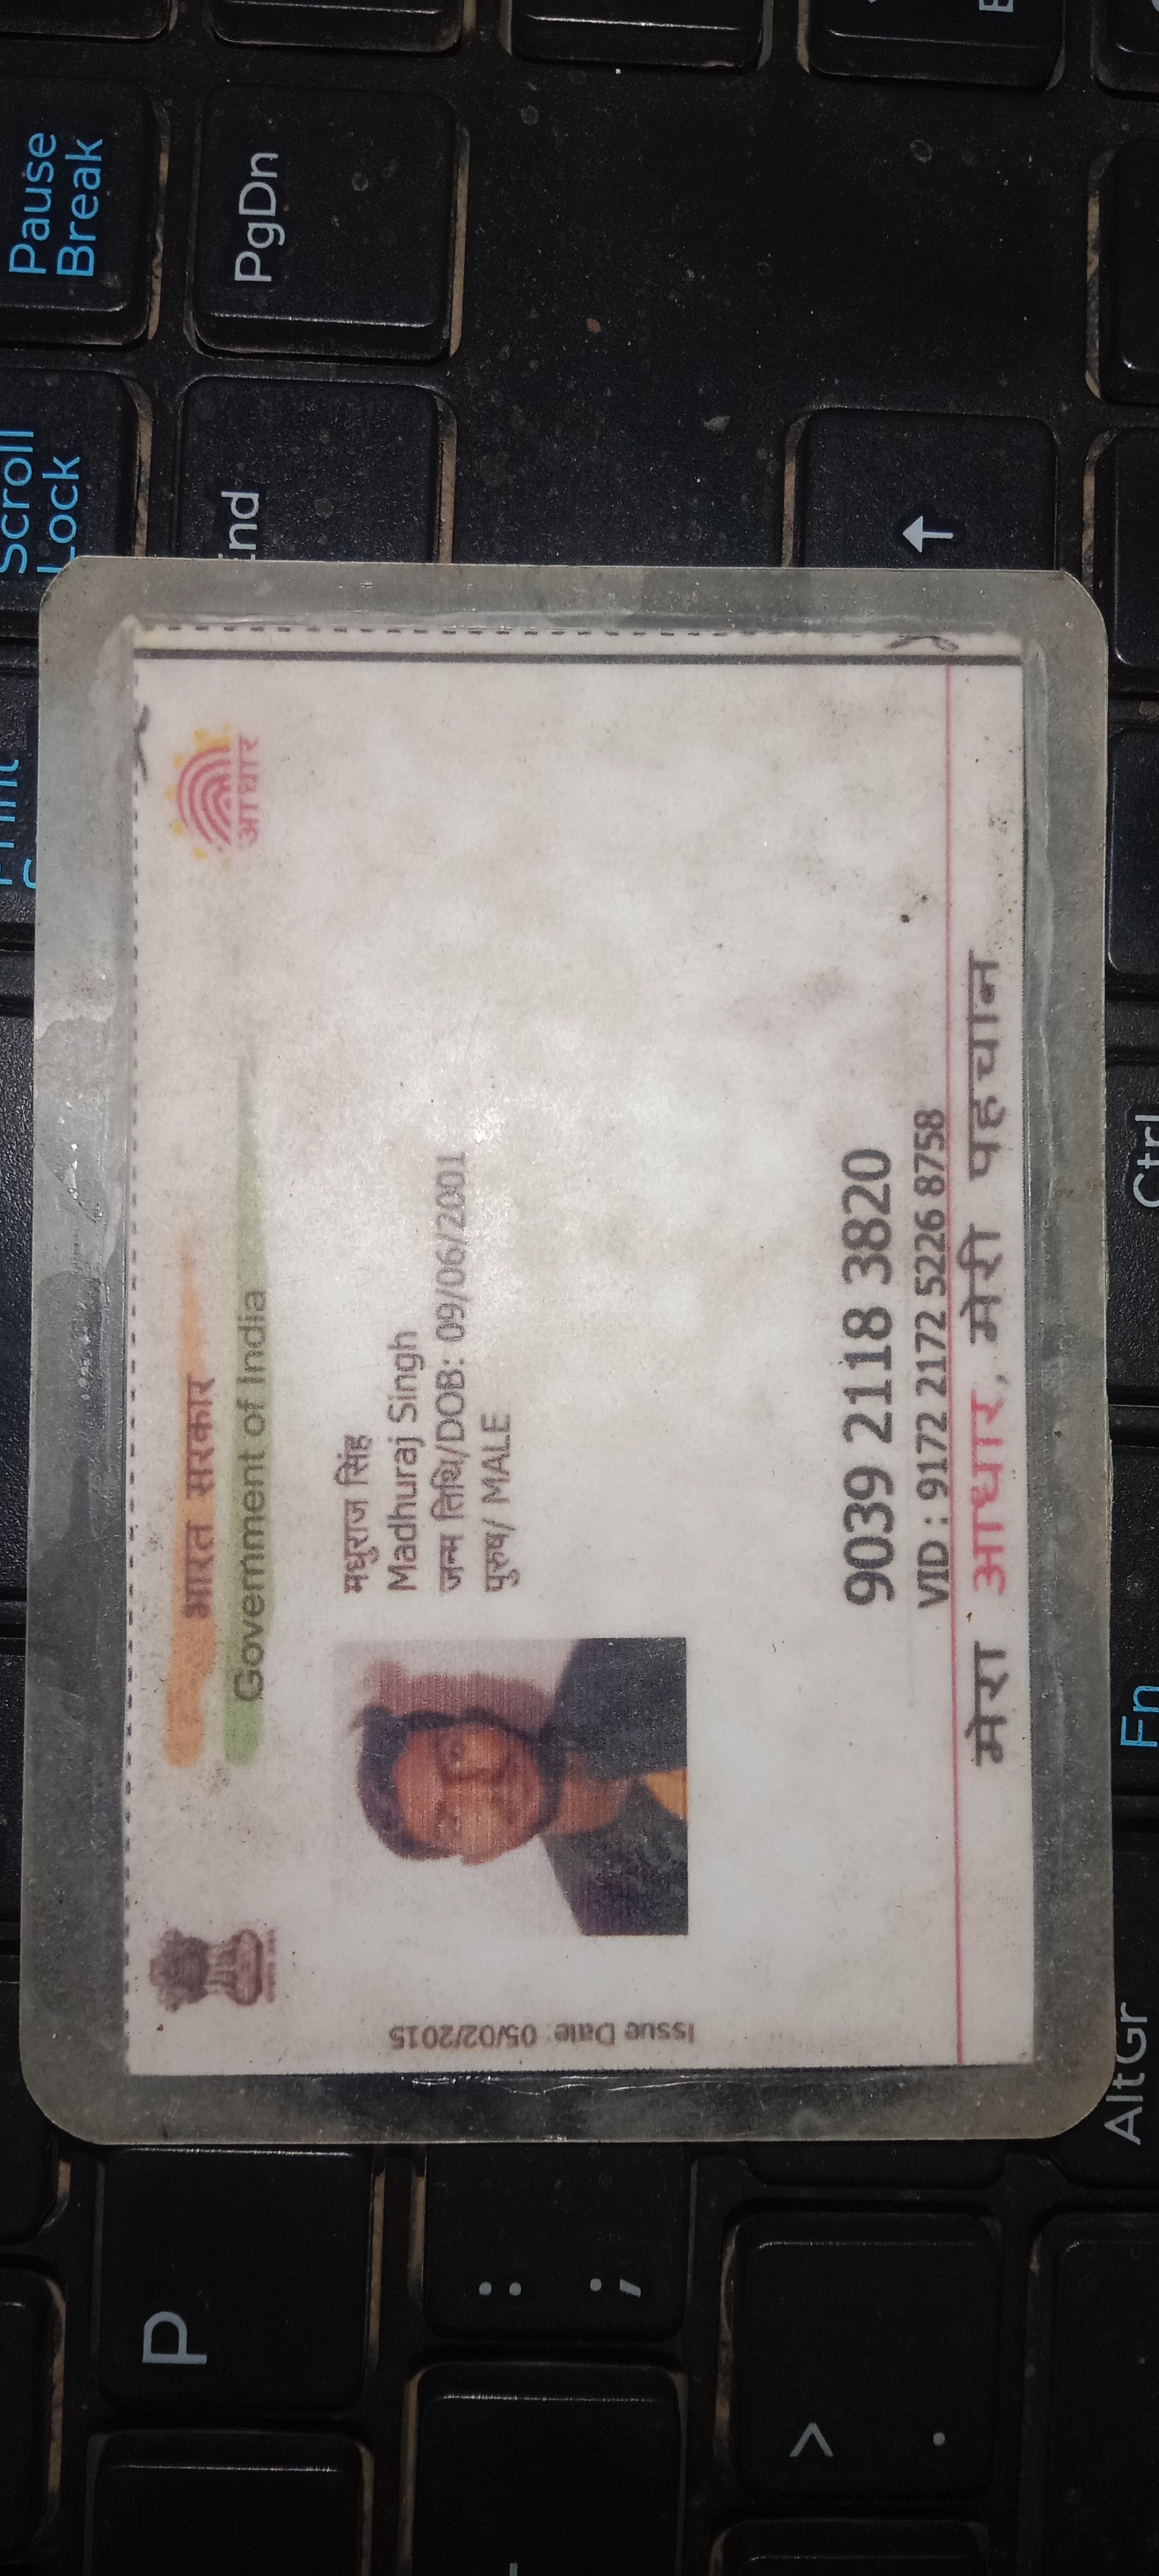 Pause
Break
PgDn
Scroll
Lock
भारत सरकार
Government of India
आधार
मधुराज सिंह
Madhuraj Singh
जन्म तिथि/DOB: 09/06/2001
पुरुष/ MALE
Issue Date: 05/02/2015
9039 2118 3820
VID : 9172 2172 5226 8758
मेरा आधार, मेरी पहचान
Ctrl
Fn
AltGr
P
: ;
> .